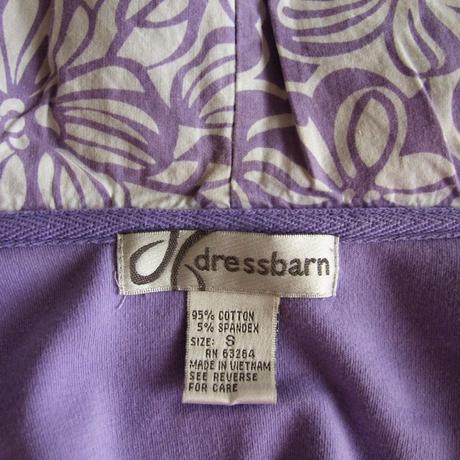 dressbarn
95% COTTON
5% SPANDEX
SIZE: S
RN 63264
MADE IN VIETNAM
SEE REVERSE
FOR CARE